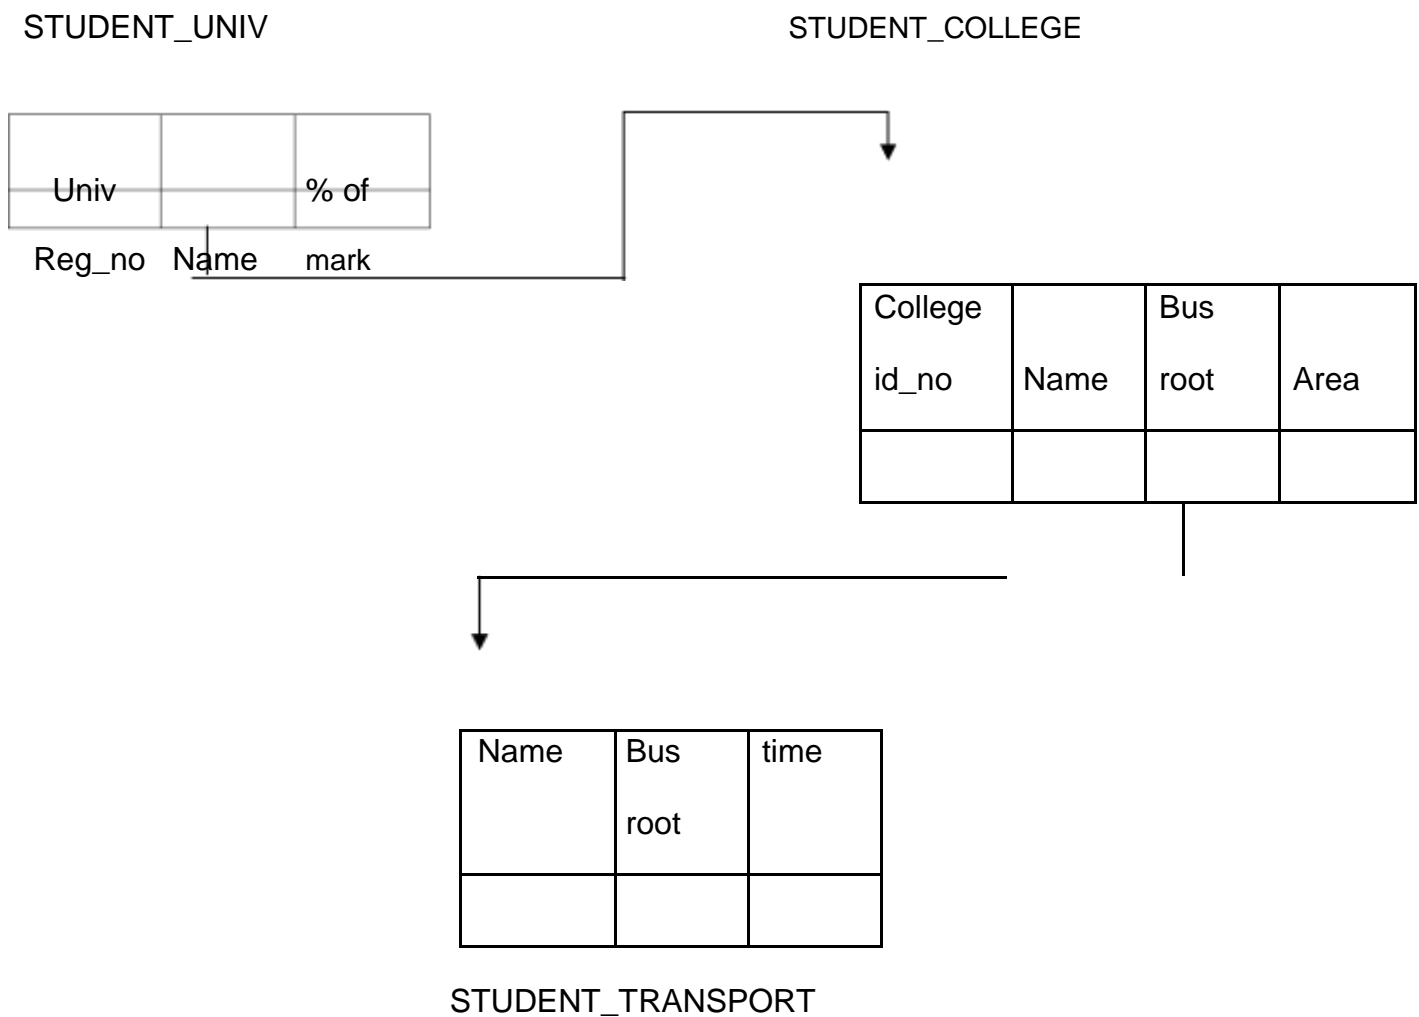 STUDENT_UNIV STUDENT_COLLEGE
Univ % of
Reg_no Name mark
College Bus
id_no Name root Area
Name Bus time
root
STUDENT_TRANSPORT